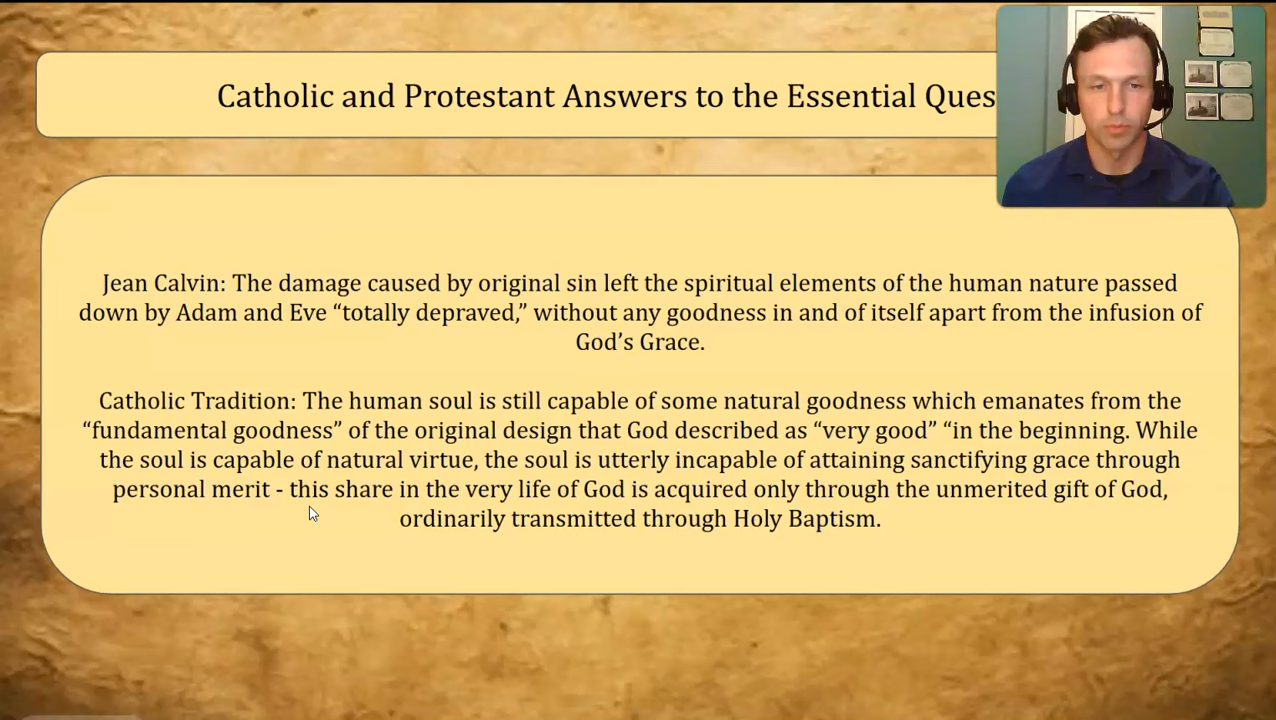 Catholic and Protestant Answers to the Essential Ques
Jean Calvin: The damage caused by original sin left the spiritual elements of the human nature passed
down by Adam and Eve “totally depraved,” without any goodness in and of itself apart from the infusion of
God’s Grace.
Catholic Tradition: The human soul is still capable of some natural goodness which emanates from the
“fundamental goodness” of the original design that God described as “very good” “in the beginning. While
the soul is capable of natural virtue, the soul is utterly incapable of attaining sanctifying grace through
personal merit - this share in the very life of God is acquired only through the unmerited gift of God,
ordinarily transmitted through Holy Baptism.